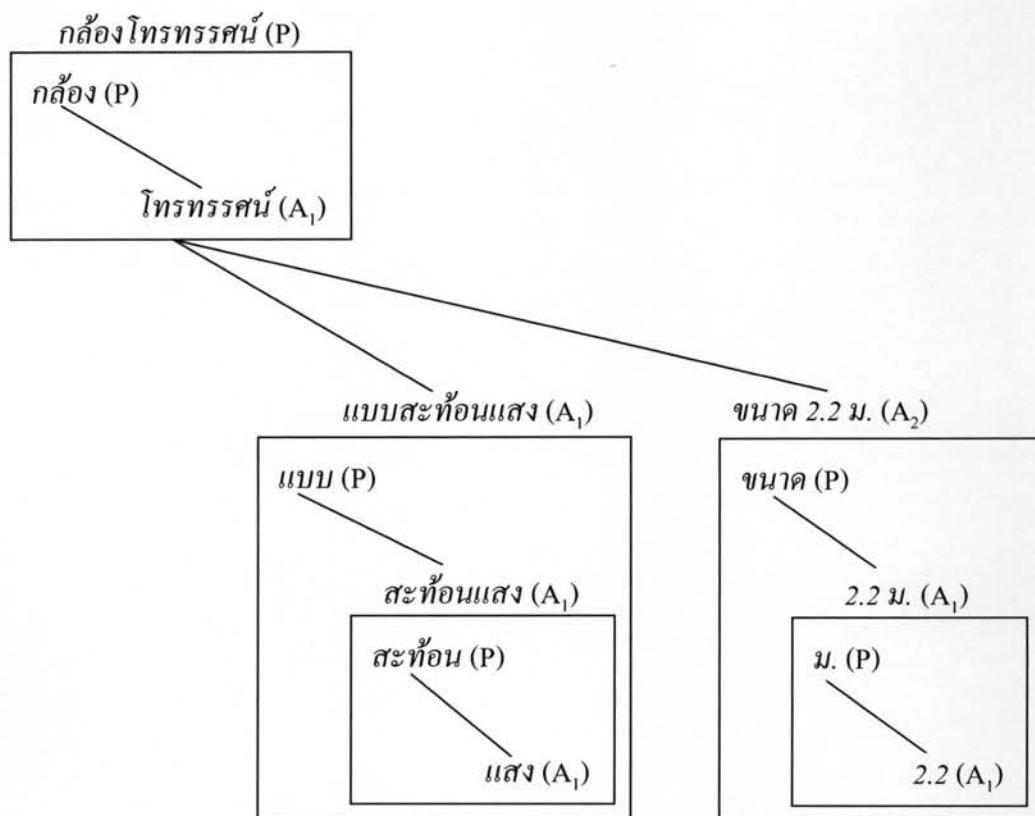 กล้องโทรทรรศน์ (P)
กล้อง (P)
โทรทรรศน์ (A₁)
แบบสะท้อนแสง (A₁)
ขนาด 2.2 ม. (A₂)
แบบ (P)
ขนาด (P)
สะท้อนแสง (A₁)
2.2 ม. (A₁)
สะท้อน (P)
ม. (P)
แสง (A₁)
2.2 (A₁)